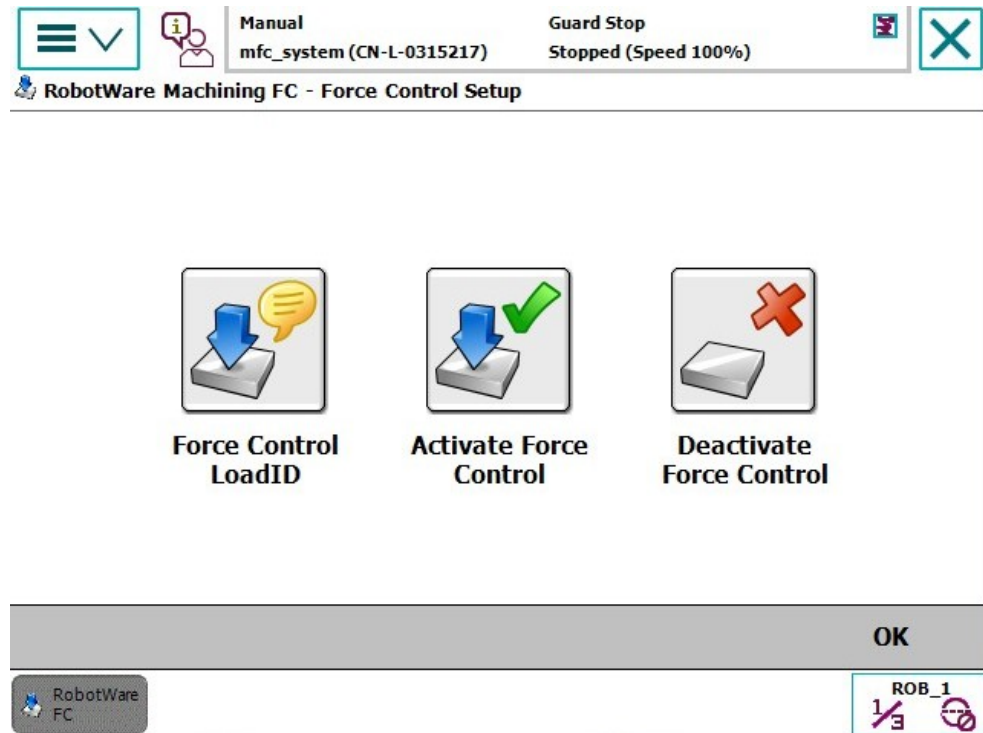 Manual
Guard Stop
mfc_system (CN-L-0315217)
Stopped (Speed 100%)
RobotWare Machining FC - Force Control Setup
Force Control
LoadID
Activate Force
Control
Deactivate
Force Control
OK
RobotWare
FC
ROB_1
1/3